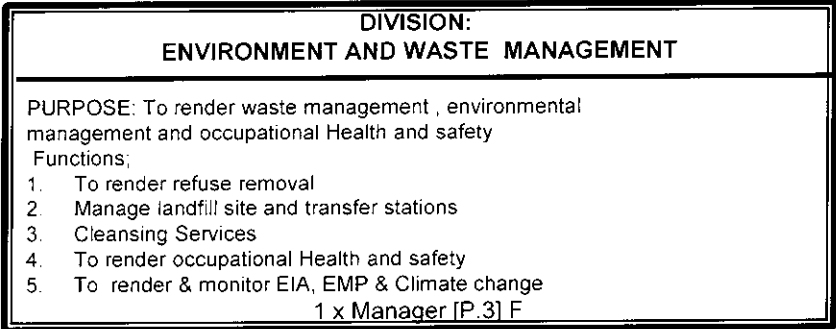 DIVISION:
ENVIRONMENT AND WASTE MANAGEMENT
PURPOSE: To render waste management , environmental
management and occupational Health and safety
Functions;
1. To render refuse removal
2. Manage landfill site and transfer stations
3. Cleansing Services
4. To render occupational Health and safety
5. To render & monitor EIA, EMP & Climate change
1 x Manager [P.3] F